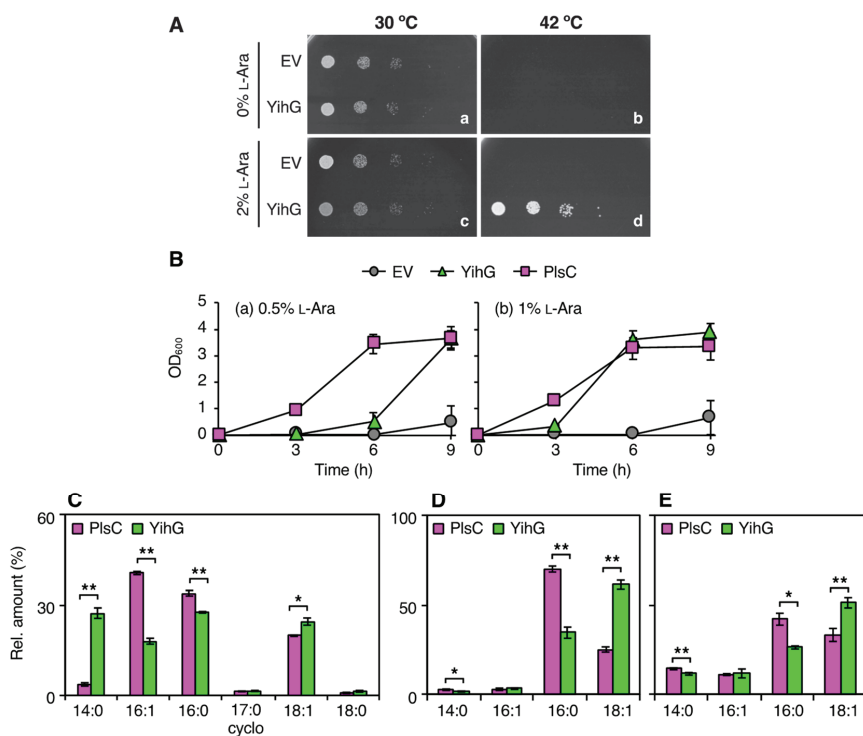 A
30 ºC 42 ºC
0% L-Ara
EV
YihG
a b
2% L-Ara
EV
YihG
c d
B
EV YihG PlsC
(a) 0.5% L-Ara (b) 1% L-Ara
OD600
5
4
3
2
1
0
0 3 6 9 0 3 6 9
Time (h) Time (h)
C D E
PlsC YihG PlsC YihG PlsC YihG
Rel. amount (%)
60
30
0
100
50
0
** ** ** *
* ** **
** * **
14:0 16:1 16:0 17:0 18:1 18:0
cyclo
14:0 16:1 16:0 18:1
14:0 16:1 16:0 18:1